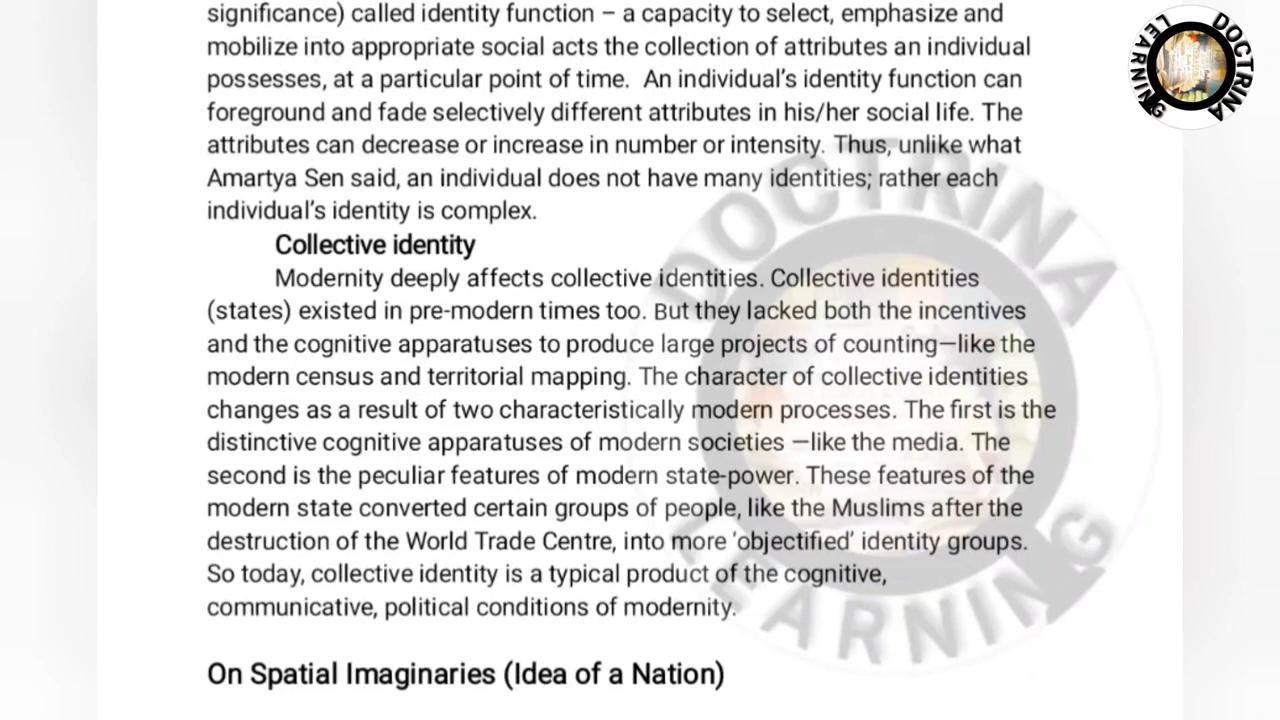 significance) called identity function – a capacity to select, emphasize and
mobilize into appropriate social acts the collection of attributes an individual
possesses, at a particular point of time.  An individual's identity function can
foreground and fade selectively different attributes in his/her social life. The
attributes can decrease or increase in number or intensity. Thus, unlike what
Amartya Sen said, an individual does not have many identities; rather each
individual's identity is complex.
Collective identity
Modernity deeply affects collective identities. Collective identities
(states) existed in pre-modern times too. But they lacked both the incentives
and the cognitive apparatuses to produce large projects of counting—like the
modern census and territorial mapping. The character of collective identities
changes as a result of two characteristically modern processes. The first is the
distinctive cognitive apparatuses of modern societies —like the media. The
second is the peculiar features of modern state-power. These features of the
modern state converted certain groups of people, like the Muslims after the
destruction of the World Trade Centre, into more 'objectified' identity groups.
So today, collective identity is a typical product of the cognitive,
communicative, political conditions of modernity.
On Spatial Imaginaries (Idea of a Nation)
DOCTRINA
LEARNING
DOCTRINA
LEARNING